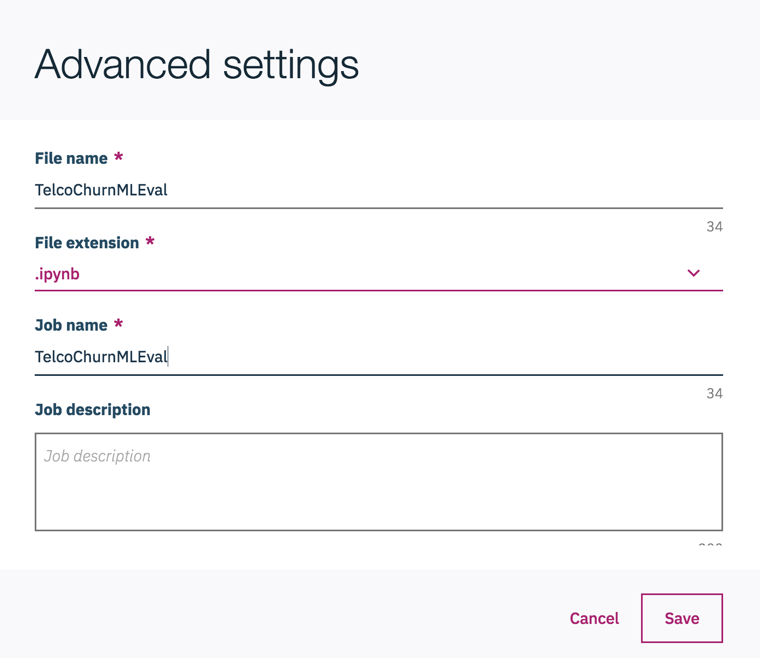 Advanced settings
File name *
TelcoChurnMLEval
34
File extension *
.ipynb
Job name *
TelcoChurnMLEval
34
Job description
Job description
Cancel
Save